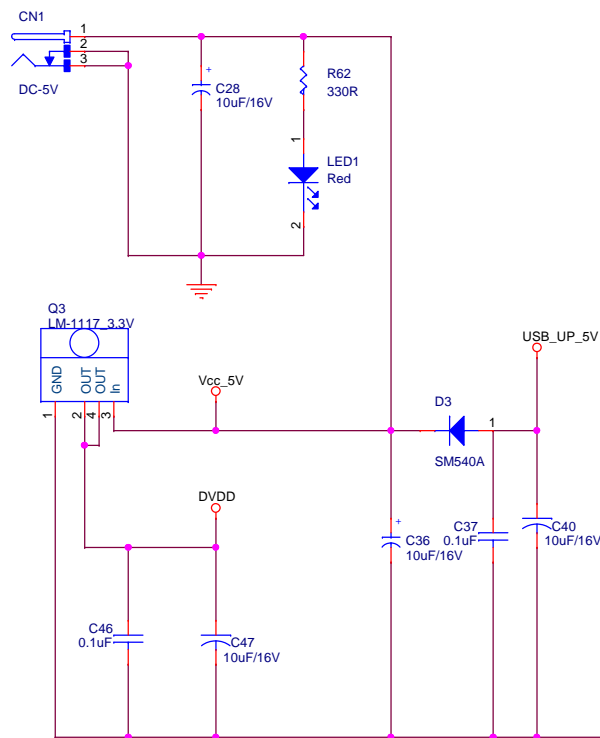 CN1
1
2
3
DC-5V
+
C28
10uF/16V
R62
330R
1
LED1
Red
2
Q3
LM-1117_3.3V
GND
OUT
OUT
In
1
2
4
3
Vcc_5V
USB_UP_5V
D3
1
SM540A
DVDD
+
C36
10uF/16V
C37
0.1uF
C40
10uF/16V
C46
0.1uF
C47
10uF/16V